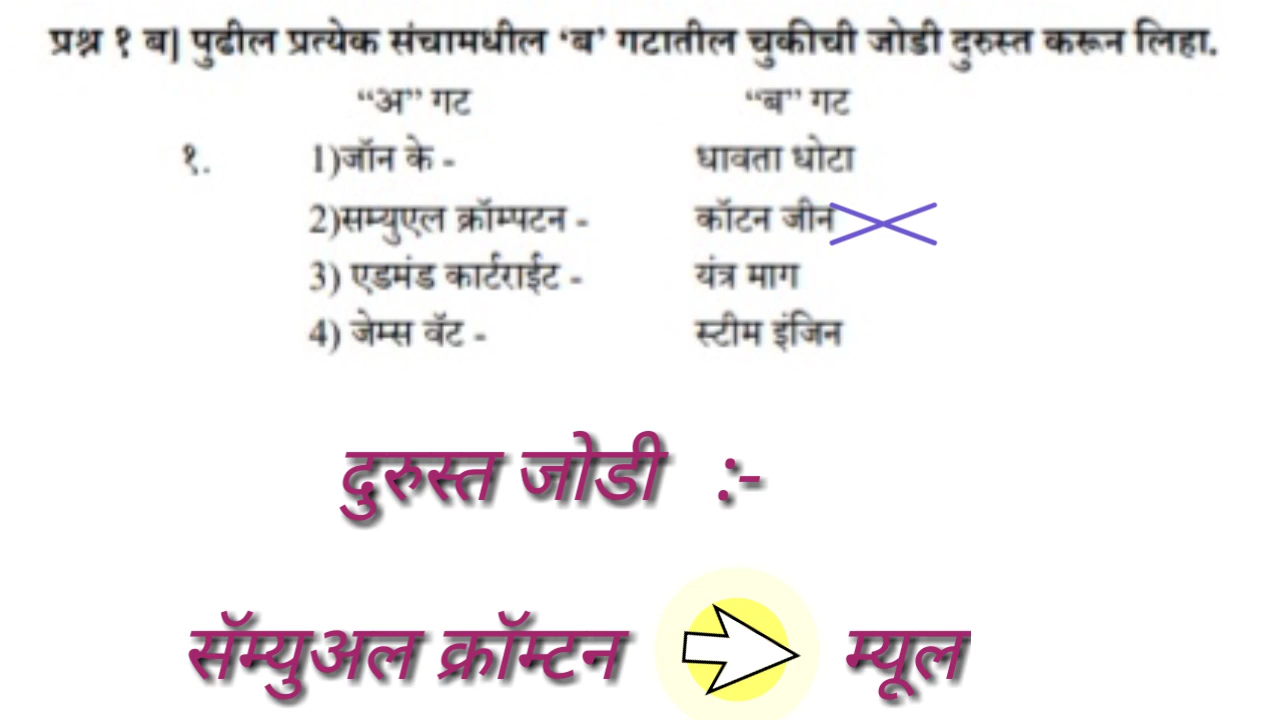 प्रश्न १ ब] पुढील प्रत्येक संचामधील ‘ब’ गटातील चुकीची जोडी दुरुस्त करून लिहा.
“अ” गट “ब” गट
१. 1)जॉन के - धावता धोटा
2)सम्युएल क्रॉम्पटन - कॉटन जीन
3) एडमंड कार्टराईट - यंत्र माग
4) जेम्स वॅट - स्टीम इंजिन
दुरुस्त जोडी :-
सॅम्युअल क्रॉम्टन म्यूल